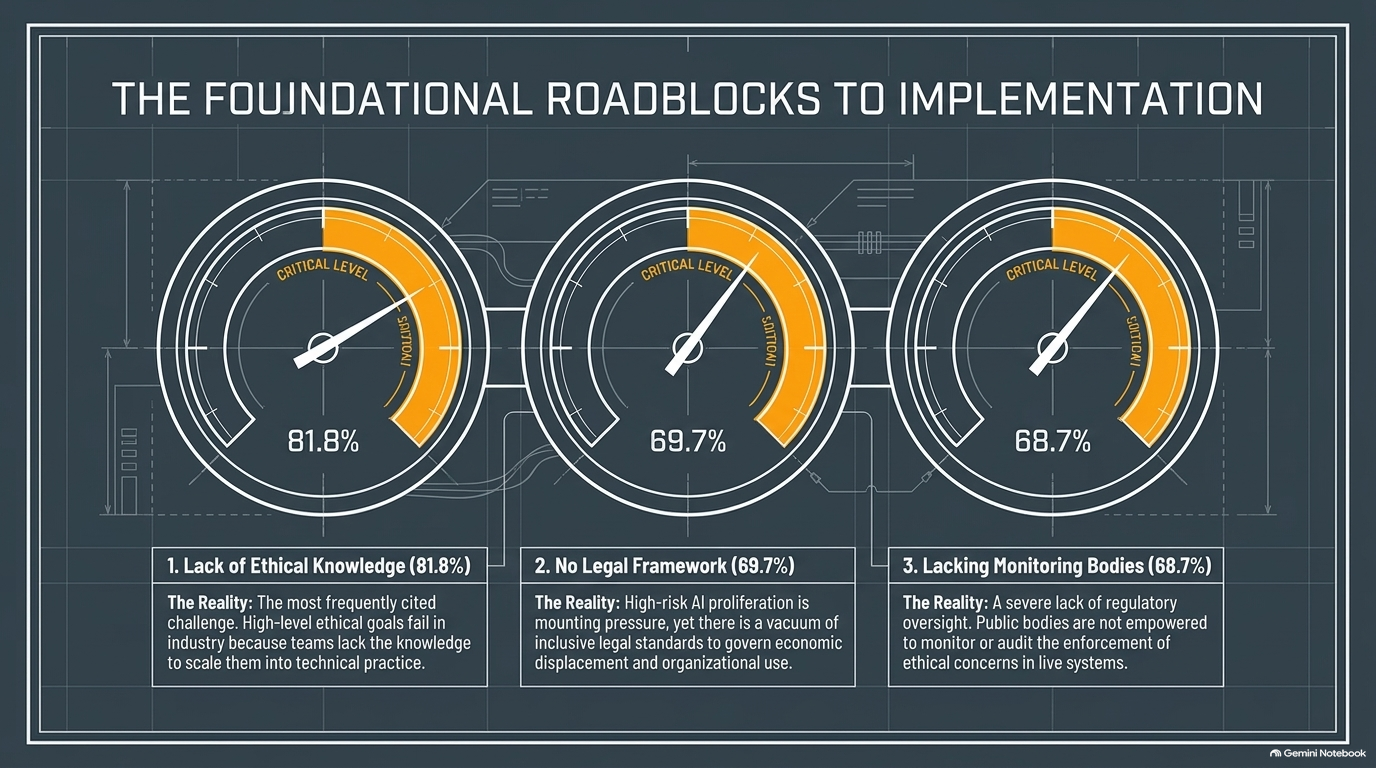 THE FOUNDATIONAL ROADBLOCKS TO IMPLEMENTATION
CRITICAL LEVEL
81.8%
CRITICAL LEVEL
69.7%
CRITICAL LEVEL
68.7%
1. Lack of Ethical Knowledge (81.8%)
The Reality: The most frequently cited
challenge. High-level ethical goals fail in
industry because teams lack the knowledge
to scale them into technical practice.
2. No Legal Framework (69.7%)
The Reality: High-risk AI proliferation is
mounting pressure, yet there is a vacuum of
inclusive legal standards to govern economic
displacement and organizational use.
3. Lacking Monitoring Bodies (68.7%)
The Reality: A severe lack of regulatory
oversight. Public bodies are not empowered
to monitor or audit the enforcement of
ethical concerns in live systems.
Gemini Notebook